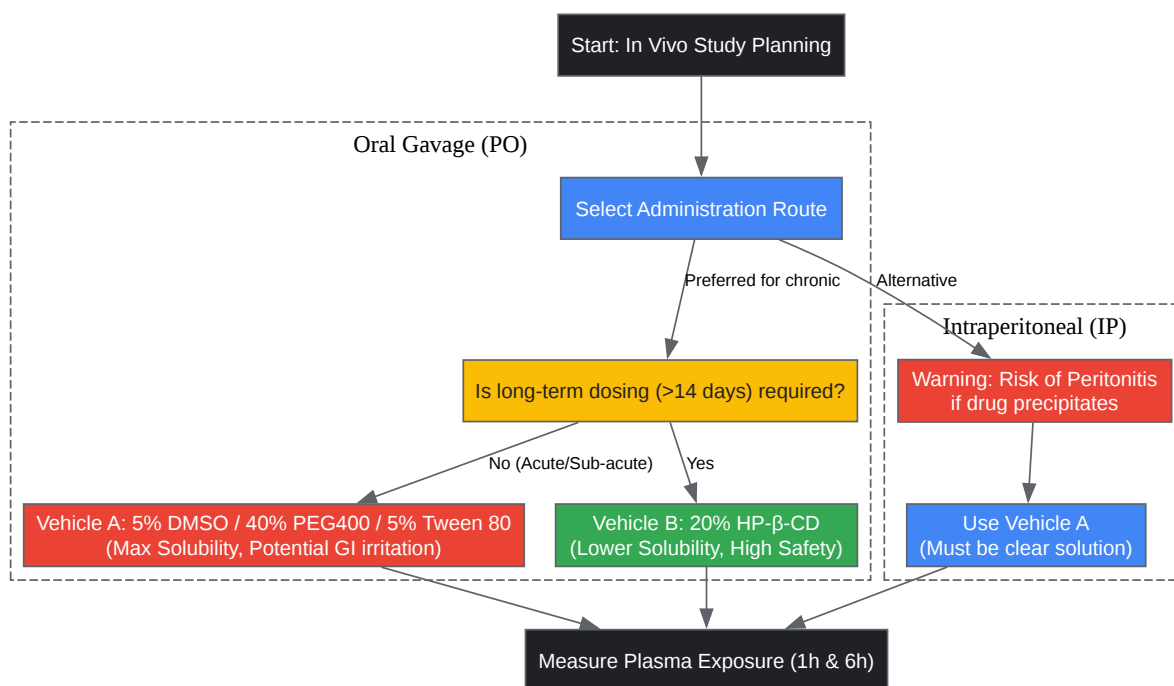 Start: In Vivo Study Planning
Oral Gavage (PO)
Select Administration Route
Preferred for chronic
Alternative
Intraperitoneal (IP)
Is long-term dosing (>14 days) required?
Warning: Risk of Peritonitis
if drug precipitates
No (Acute/Sub-acute)
Yes
Vehicle A: 5% DMSO / 40% PEG400 / 5% Tween 80
(Max Solubility, Potential GI irritation)
Vehicle B: 20% HP-β-CD
(Lower Solubility, High Safety)
Use Vehicle A
(Must be clear solution)
Measure Plasma Exposure (1h & 6h)